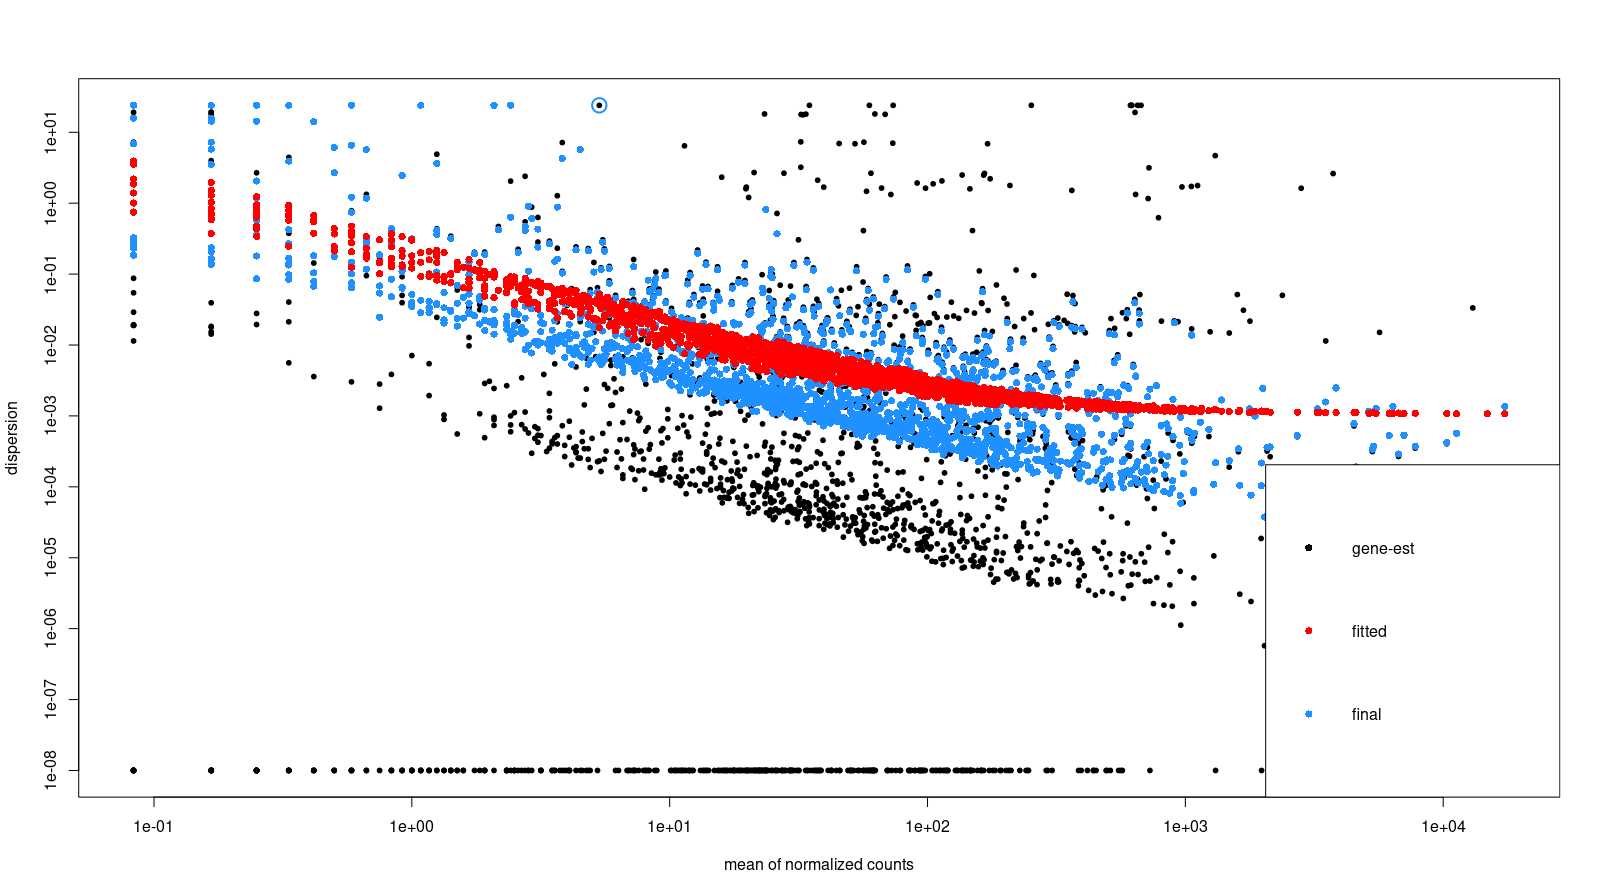 dispersion
1e+01
1e+00
1e-01
1e-02
1e-03
1e-04
1e-05
1e-06
1e-07
1e-08
gene-est
fitted
final
1e-01 1e+00 1e+01 1e+02 1e+03 1e+04
mean of normalized counts